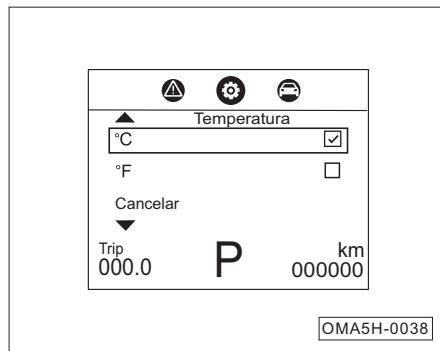 Temperatura
°C
°F
Cancelar
Trip
km
000.0
P
000000
OMA5H-0038